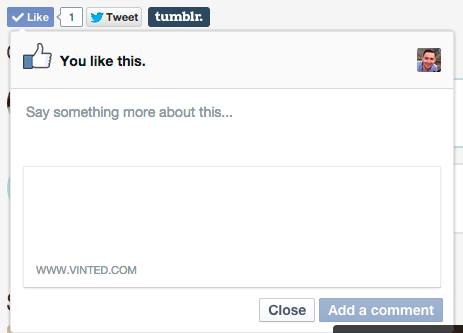 Like 1 Tweet tumblr.
You like this.
Say something more about this...
WWW.VINTED.COM
Close Add a comment